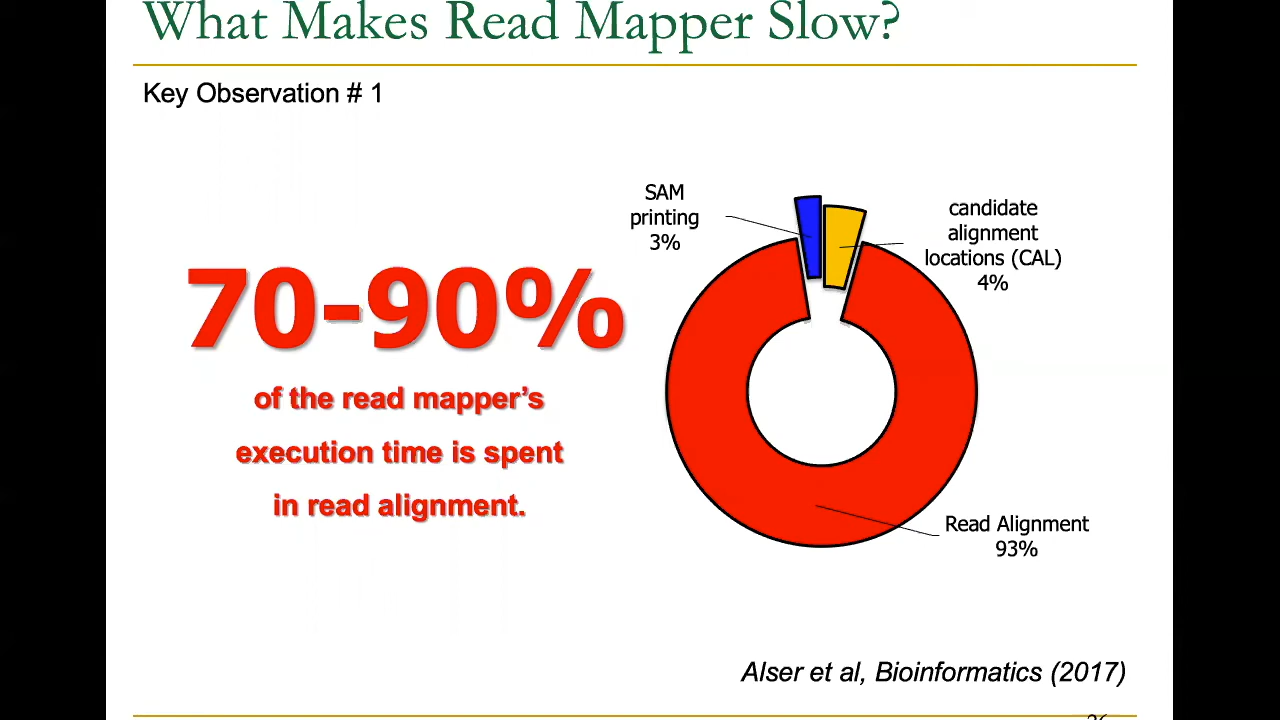 What Makes Read Mapper Slow?
Key Observation # 1
70-90%
of the read mapper's
execution time is spent
in read alignment.
SAM
printing
3%
candidate
alignment
locations (CAL)
4%
Read Alignment
93%
Alser et al, Bioinformatics (2017)